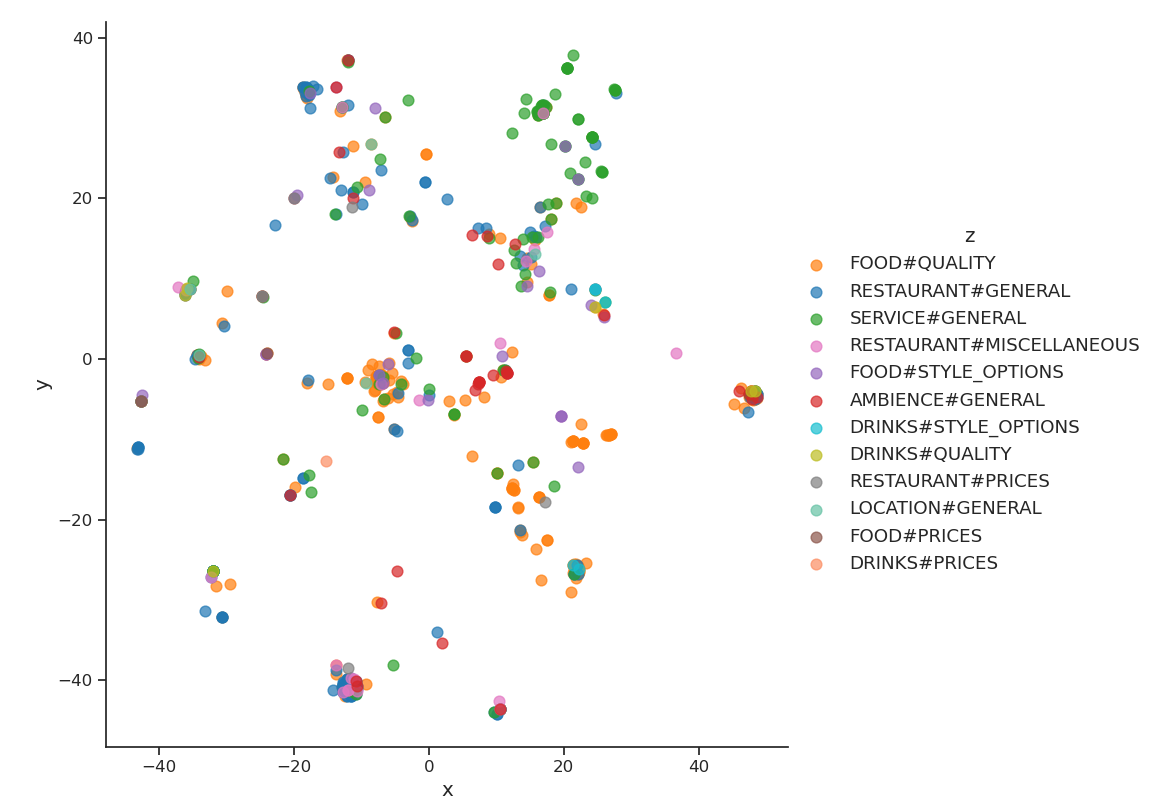 40
20
0
−20
−40
y
−40
−20
0
20
40
x
z
FOOD#QUALITY
RESTAURANT#GENERAL
SERVICE#GENERAL
RESTAURANT#MISCELLANEOUS
FOOD#STYLE_OPTIONS
AMBIENCE#GENERAL
DRINKS#STYLE_OPTIONS
DRINKS#QUALITY
RESTAURANT#PRICES
LOCATION#GENERAL
FOOD#PRICES
DRINKS#PRICES